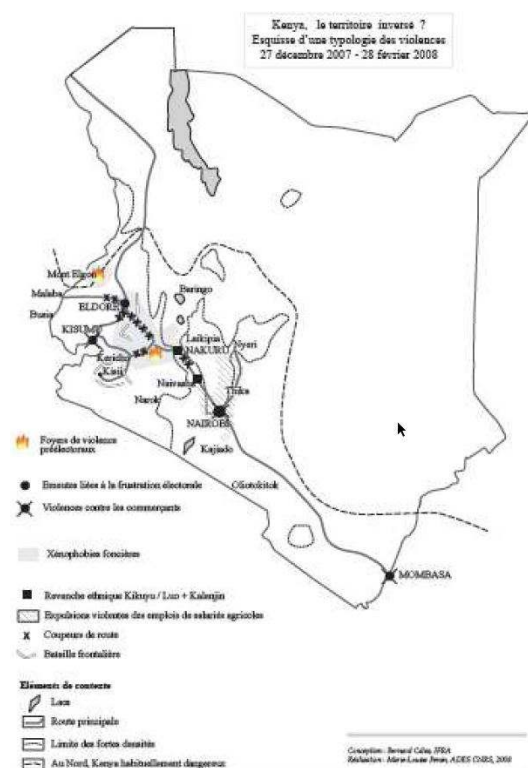 Kenya, le territoire inversé ?
Esquisse d'une typologie des violences
27 décembre 2007 - 28 février 2008
Mont Elgon
Malaba
Busia
ELDORET
Baringo
KISUMU
Laikipia
NAKURU
Nyeri
Kericho
Kisii
Naivasha
Thika
Narok
NAIROBI
Kajiado
Oliotokitok
MOMBASA
Foyers de violence
préélectoraux
Emeutes liées à la frustration électorale
Violences contre les commerçants
Xénophobies foncières
Revanche ethnique Kikuyu / Luo + Kalenjin
Expulsions violentes des emplois de salariés agricoles
x Coupeurs de route
Bataille frontalière
Eléments de contexte
Lacs
Route principale
Limite des fortes densités
Au Nord, Kenya habituellement dangereux
Conception : Bernard Calas, IFRA
Réalisation : Marie-Louise Penin, ADES CNRS, 2008